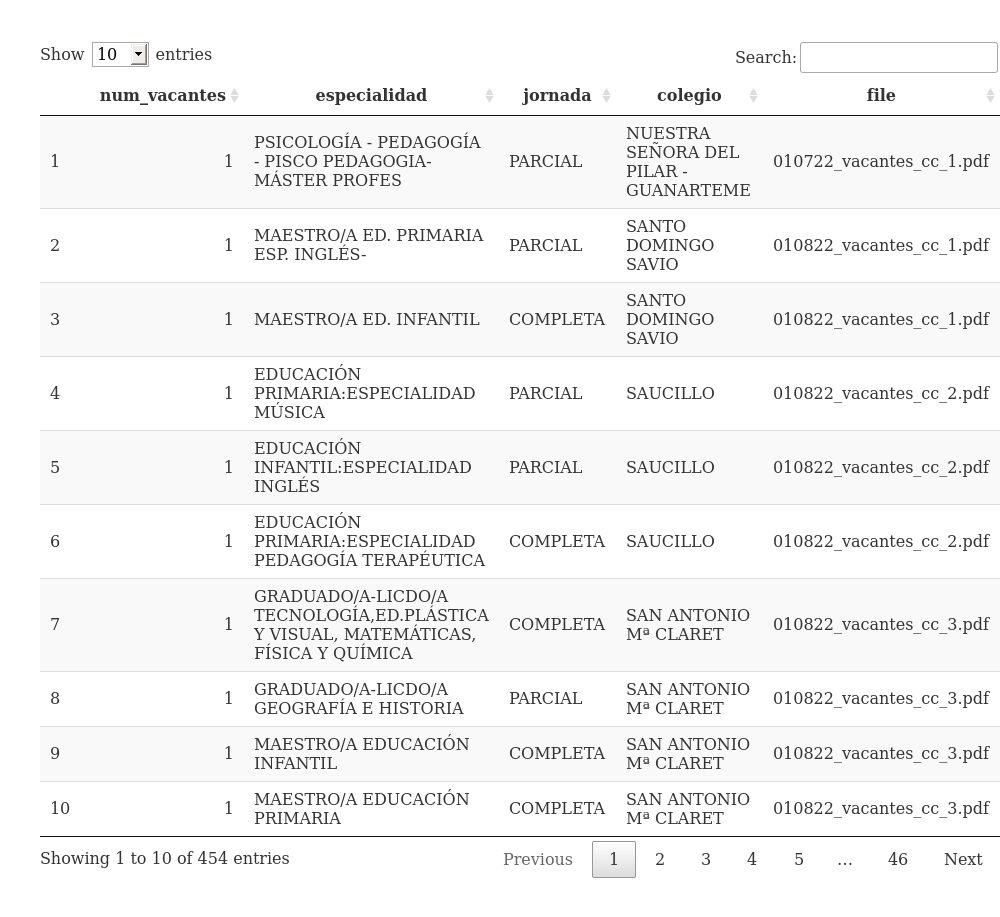 Show 10 entries
Search:
num_vacantes especialidad jornada colegio file
1 1 PSICOLOGÍA - PEDAGOGÍA - PISCO PEDAGOGIA- MÁSTER PROFES PARCIAL NUESTRA SEÑORA DEL PILAR - GUANARTEME 010722_vacantes_cc_1.pdf
2 1 MAESTRO/A ED. PRIMARIA ESP. INGLÉS- PARCIAL SANTO DOMINGO SAVIO 010822_vacantes_cc_1.pdf
3 1 MAESTRO/A ED. INFANTIL COMPLETA SANTO DOMINGO SAVIO 010822_vacantes_cc_1.pdf
4 1 EDUCACIÓN PRIMARIA:ESPECIALIDAD MÚSICA PARCIAL SAUCILLO 010822_vacantes_cc_2.pdf
5 1 EDUCACIÓN INFANTIL:ESPECIALIDAD INGLÉS PARCIAL SAUCILLO 010822_vacantes_cc_2.pdf
6 1 EDUCACIÓN PRIMARIA:ESPECIALIDAD PEDAGOGÍA TERAPÉUTICA COMPLETA SAUCILLO 010822_vacantes_cc_2.pdf
7 1 GRADUADO/A-LICDO/A TECNOLOGÍA,ED.PLÁSTICA Y VISUAL, MATEMÁTICAS, FÍSICA Y QUÍMICA COMPLETA SAN ANTONIO Mª CLARET 010822_vacantes_cc_3.pdf
8 1 GRADUADO/A-LICDO/A GEOGRAFÍA E HISTORIA PARCIAL SAN ANTONIO Mª CLARET 010822_vacantes_cc_3.pdf
9 1 MAESTRO/A EDUCACIÓN INFANTIL COMPLETA SAN ANTONIO Mª CLARET 010822_vacantes_cc_3.pdf
10 1 MAESTRO/A EDUCACIÓN PRIMARIA COMPLETA SAN ANTONIO Mª CLARET 010822_vacantes_cc_3.pdf
Showing 1 to 10 of 454 entries
Previous 1 2 3 4 5 … 46 Next